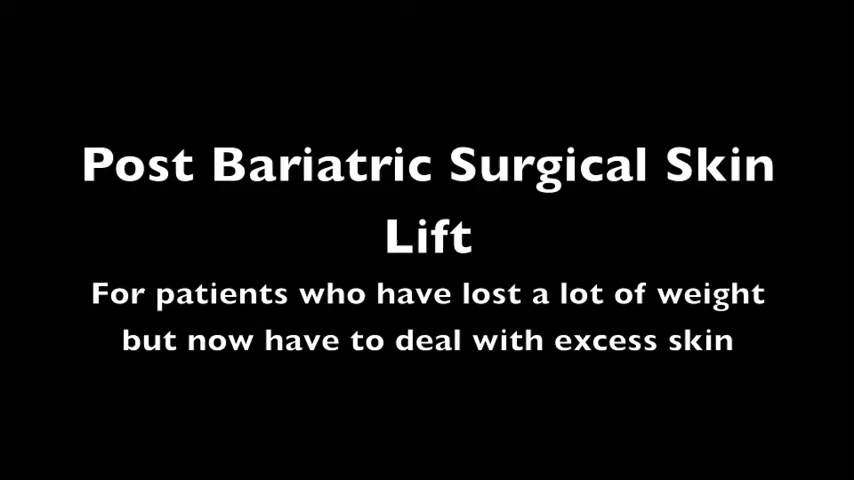 Post Bariatric Surgical Skin
Lift
For patients who have lost a lot of weight
but now have to deal with excess skin